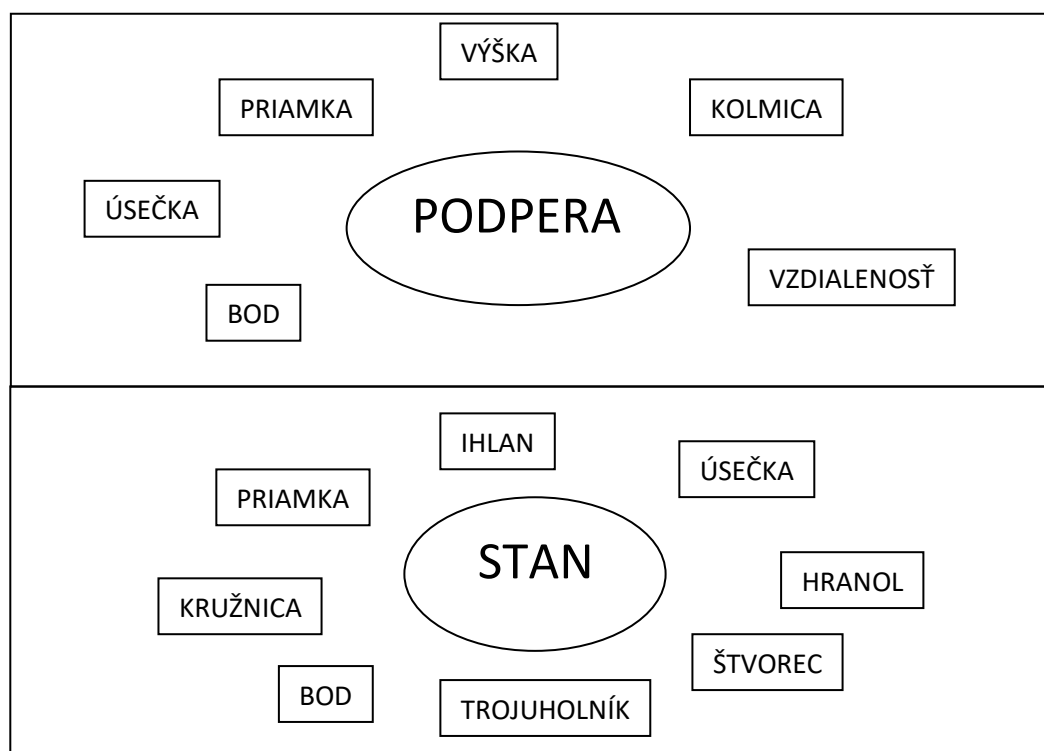 VÝŠKA
PRIAMKA
KOLMICA
ÚSEČKA
PODPERA
VZDIALENOSŤ
BOD
IHLAN
ÚSEČKA
PRIAMKA
STAN
HRANOL
KRUŽNICA
ŠTVOREC
BOD
TROJUHOLNÍK